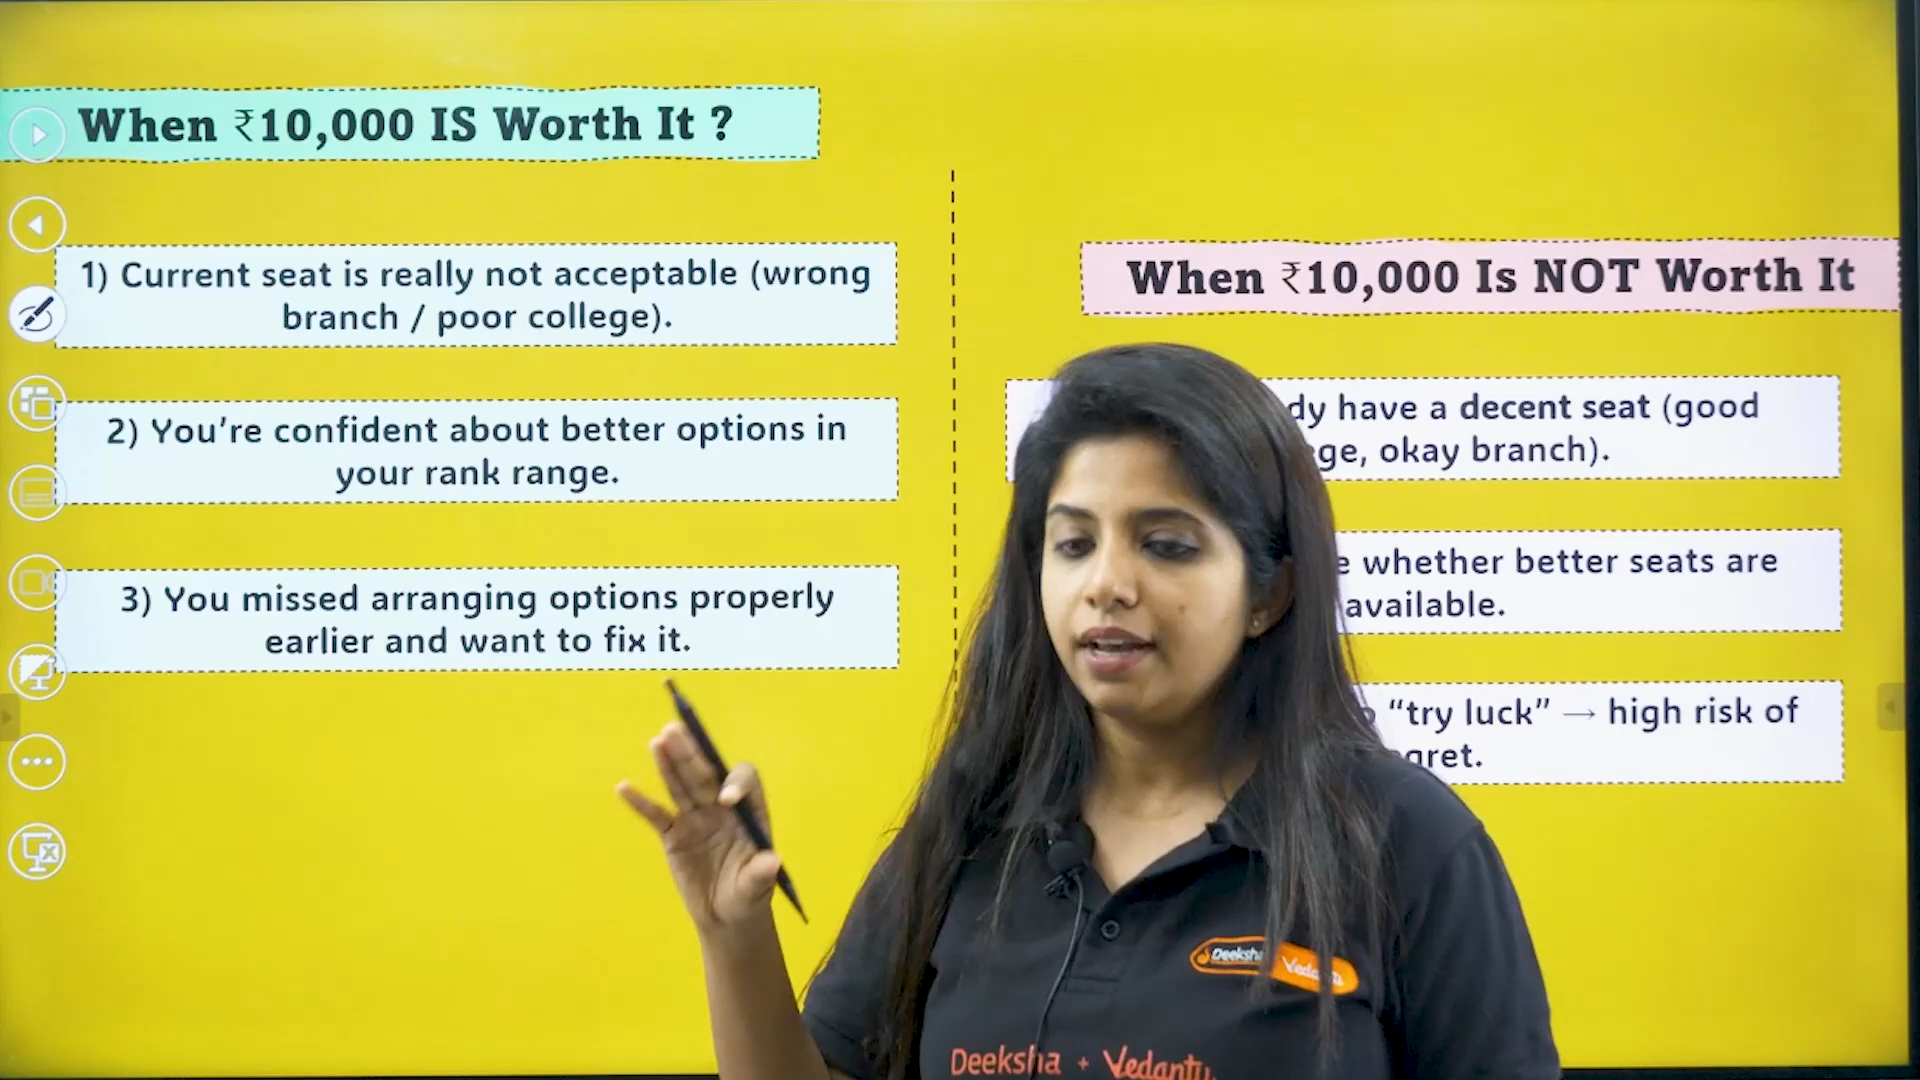 When ₹10,000 IS Worth It ?
1) Current seat is really not acceptable (wrong
branch / poor college).
2) You're confident about better options in
your rank range.
3) You missed arranging options properly
earlier and want to fix it.
When ₹10,000 Is NOT Worth It
have a decent seat (good
okay branch).
whether better seats are
available.
"try luck" → high risk of
Deeksha
Deeksha + Vedantu